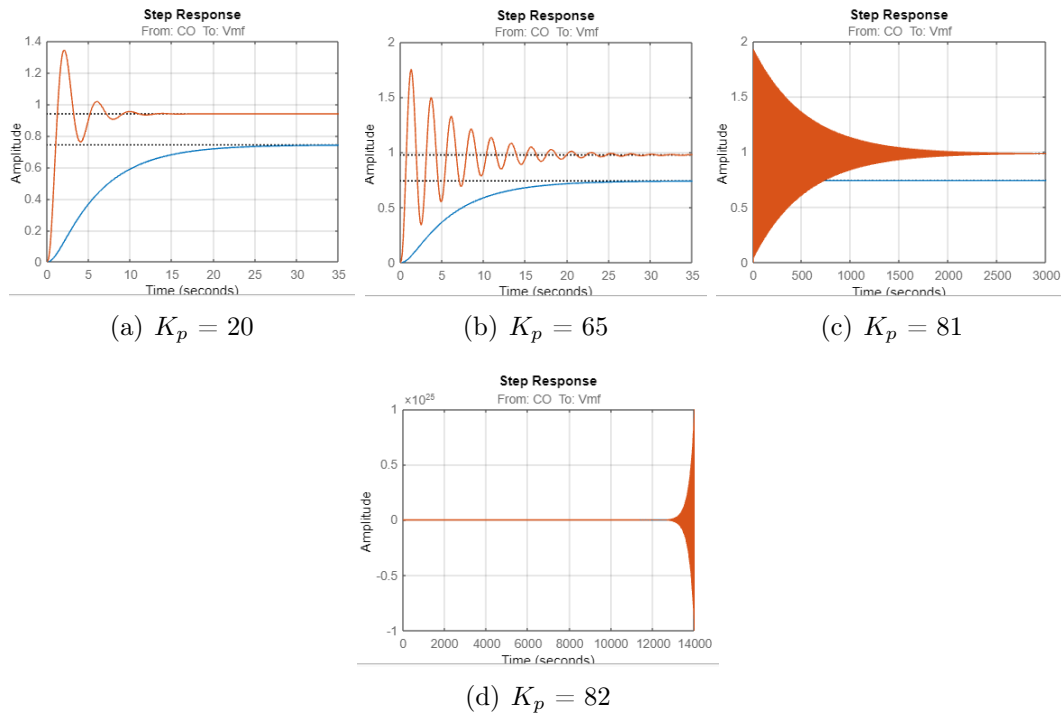 Step Response
From: CO To: Vmf
Amplitude
1.4
1.2
1
0.8
0.6
0.4
0.2
0
0 5 10 15 20 25 30 35
Time (seconds)
(a) Kp = 20
Step Response
From: CO To: Vmf
Amplitude
2
1.5
1
0.5
0
0 5 10 15 20 25 30 35
Time (seconds)
(b) Kp = 65
Step Response
From: CO To: Vmf
Amplitude
2
1.5
1
0.5
0
0 500 1000 1500 2000 2500 3000
Time (seconds)
(c) Kp = 81
Step Response
From: CO To: Vmf
×10^25
Amplitude
1
0.5
0
-0.5
-1
0 2000 4000 6000 8000 10000 12000 14000
Time (seconds)
(d) Kp = 82